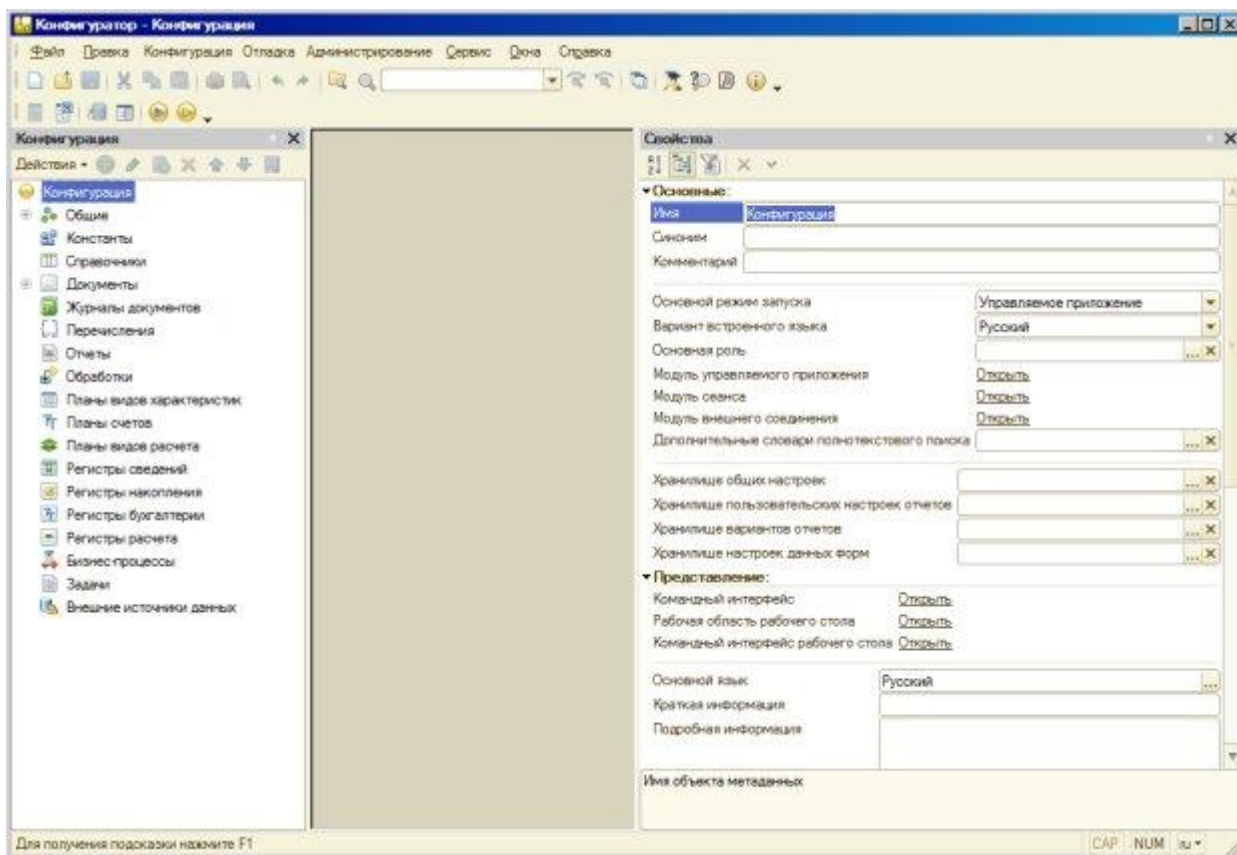 Конфигуратор - Конфигурация
Файл Правка Конфигурация Отладка Администрирование Сервис Окна Справка
Конфигурация
Действия
Конфигурация
Общие
Константы
Справочники
Документы
Журналы документов
Перечисления
Отчеты
Обработки
Планы видов характеристик
Планы счетов
Планы видов расчета
Регистры сведений
Регистры накопления
Регистры бухгалтерии
Регистры расчета
Бизнес-процессы
Задачи
Внешние источники данных
Свойства
Основные:
Имя Конфигурация
Синоним
Комментарий
Основной режим запуска Управляемое приложение
Вариант встроенного языка Русский
Основная роль ...
Модуль управляемого приложения Открыть
Модуль сеанса Открыть
Модуль внешнего соединения Открыть
Дополнительные словари полнотекстового поиска ...
Хранилище общих настроек ...
Хранилище пользовательских настроек отчетов ...
Хранилище вариантов отчетов ...
Хранилище настроек данных форм ...
Представление:
Командный интерфейс Открыть
Рабочая область рабочего стола Открыть
Командный интерфейс рабочего стола Открыть
Основной язык Русский ...
Краткая информация
Подробная информация
Имя объекта метаданных
Для получения подсказки нажмите F1 CAP NUM ru